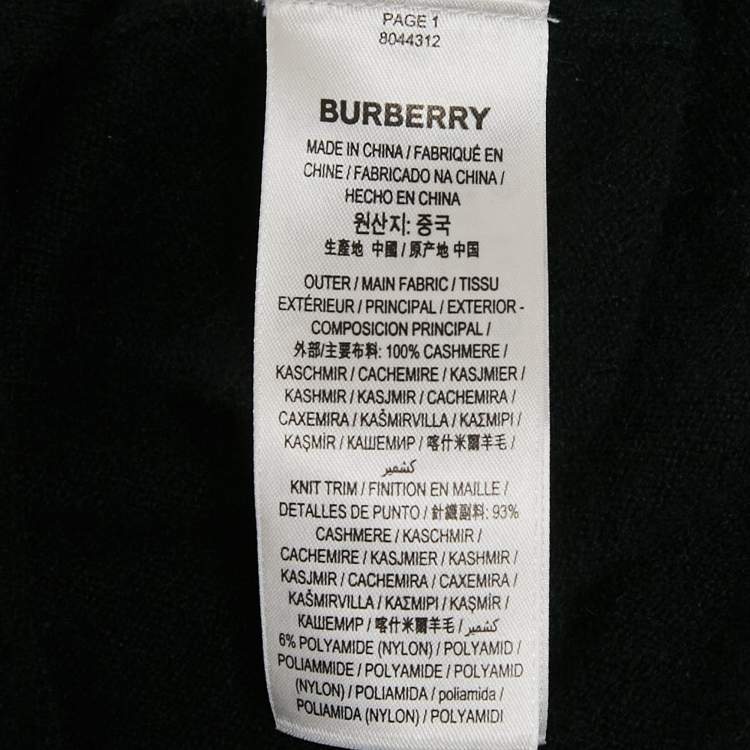 PAGE 1
8044312
BURBERRY
MADE IN CHINA / FABRIQUÉ EN
CHINE / FABRICADO NA CHINA /
HECHO EN CHINA
원산지: 중국
生產地 中國 / 原产地 中国
OUTER / MAIN FABRIC / TISSU
EXTÉRIEUR / PRINCIPAL / EXTERIOR -
COMPOSICION PRINCIPAL /
外部/主要布料: 100% CASHMERE /
KASCHMIR / CACHEMIRE / KASJMIER /
KASHMIR / KASJMIR / CACHEMIRA /
CAXEMIRA / KAŠMIRVILLA / ΚΑΣΜΙΡΙ /
KAŞMİR / КАШЕМИР / 喀什米爾羊毛 /
كشمير
KNIT TRIM / FINITION EN MAILLE /
DETALLES DE PUNTO / 針織副料: 93%
CASHMERE / KASCHMIR /
CACHEMIRE / KASJMIER / KASHMIR /
KASJMIR / CACHEMIRA / CAXEMIRA /
KAŠMIRVILLA / ΚΑΣΜΙΡΙ / KAŞMİR /
КАШЕМИР / 喀什米爾羊毛 / كشمير
6% POLYAMIDE (NYLON) / POLYAMID /
POLIAMMIDE / POLYAMIDE / POLYAMID
(NYLON) / POLIAMIDA / poliamida /
POLIAMIDA (NYLON) / POLYAMIDI